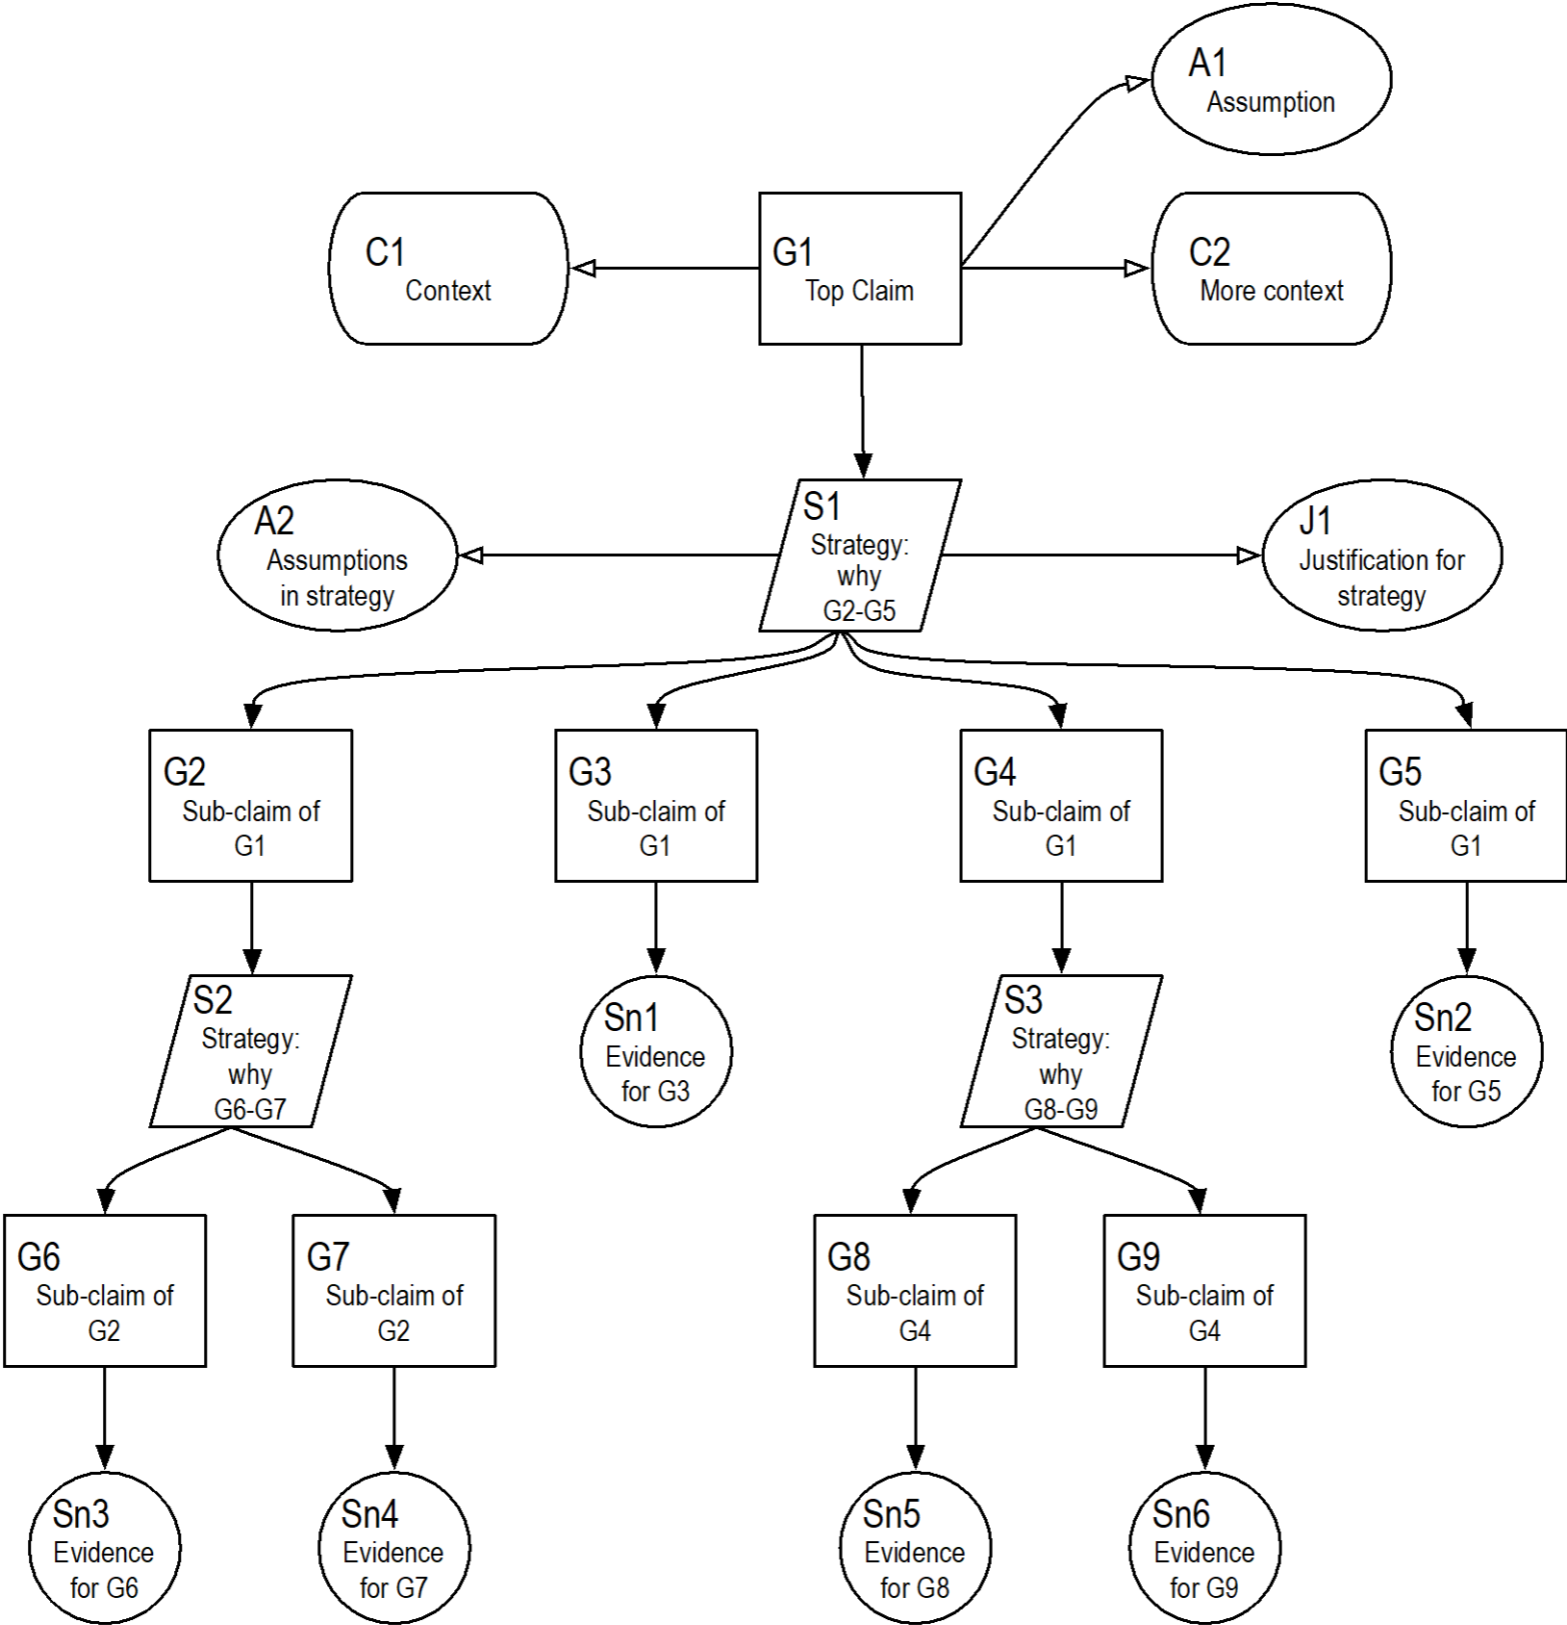 A1
Assumption
C1
Context
G1
Top Claim
C2
More context
A2
Assumptions
in strategy
S1
Strategy:
why
G2-G5
J1
Justification for
strategy
G2
Sub-claim of
G1
G3
Sub-claim of
G1
G4
Sub-claim of
G1
G5
Sub-claim of
G1
S2
Strategy:
why
G6-G7
Sn1
Evidence
for G3
S3
Strategy:
why
G8-G9
Sn2
Evidence
for G5
G6
Sub-claim of
G2
G7
Sub-claim of
G2
G8
Sub-claim of
G4
G9
Sub-claim of
G4
Sn3
Evidence
for G6
Sn4
Evidence
for G7
Sn5
Evidence
for G8
Sn6
Evidence
for G9